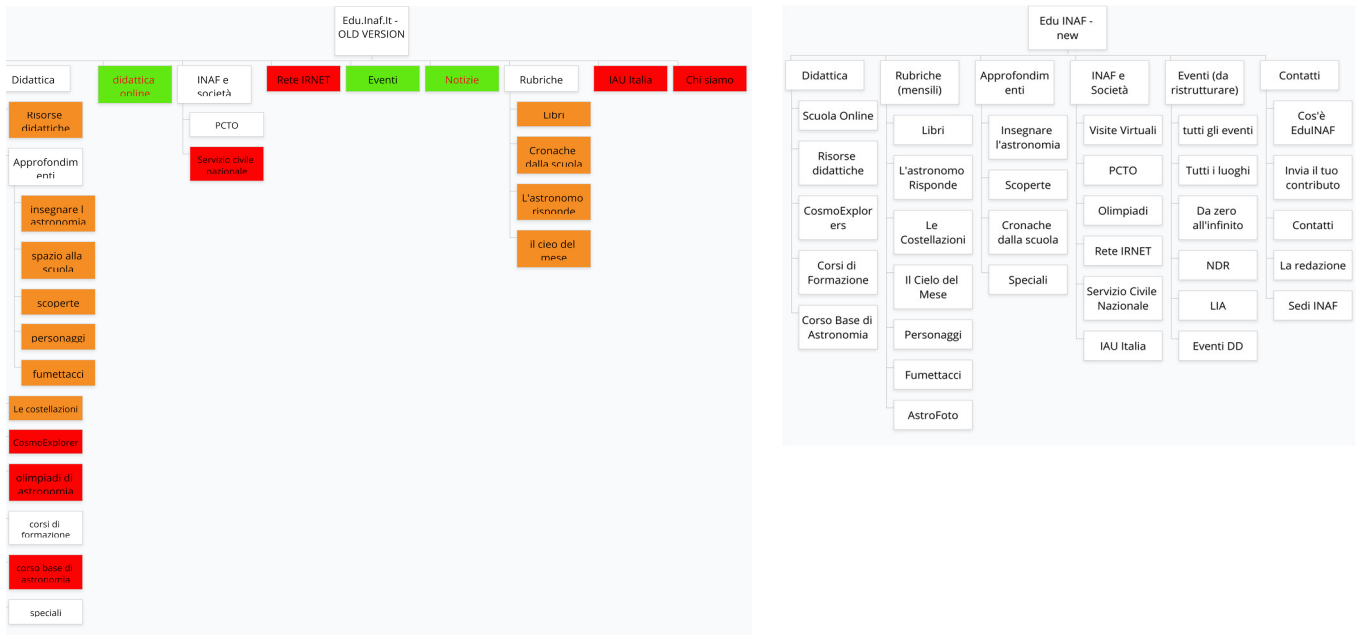 Edu.Inaf.It -
OLD VERSION
Didattica
didattica
online
INAF e
società
Rete IRNET
Eventi
Notizie
Rubriche
IAU italia
Chi siamo
Risorse
didattiche
Approfondim
enti
insegnare l
astronomia
spazio alla
scuola
scoperte
personaggi
fumettacci
Le costellazioni
CosmoExplorer
olimpiadi di
astronomia
corsi di
formazione
corso base di
astronomia
speciali
PCTO
Servizio civile
nazionale
Libri
Cronache
dalla scuola
L'astronomo
risponde
il cieo del
mese
Edu INAF -
new
Didattica
Scuola Online
Risorse
didattiche
CosmoExplor
ers
Corsi di
Formazione
Corso Base di
Astronomia
Rubriche
(mensili)
Libri
L'astronomo
Risponde
Le
Costellazioni
Il Cielo del
Mese
Personaggi
Fumettacci
AstroFoto
Approfondim
enti
Insegnare
l'astronomia
Scoperte
Cronache
dalla scuola
Speciali
INAF e
Società
Visite Virtuali
PCTO
Olimpiadi
Rete IRNET
Servizio Civile
Nazionale
IAU Italia
Eventi (da
ristrutturare)
tutti gli eventi
Tutti i luoghi
Da zero
all'infinito
NDR
LIA
Eventi DD
Contatti
Cos'è
EduINAF
Invia il tuo
contributo
Contatti
La redazione
Sedi INAF